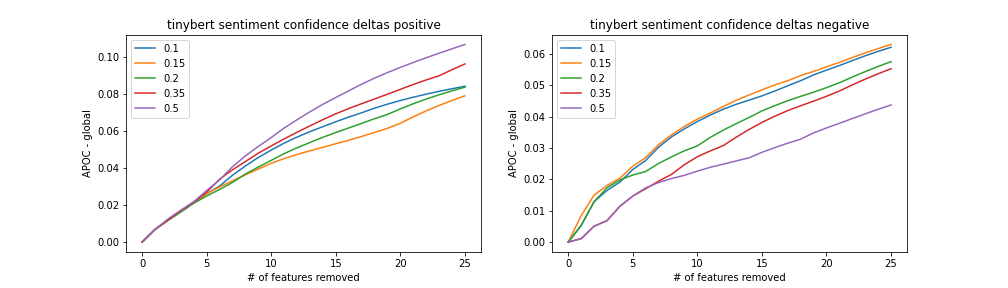 tinybert sentiment confidence deltas positive
APOC - global
0.10
0.08
0.06
0.04
0.02
0.00
0.1
0.15
0.2
0.35
0.5
0 5 10 15 20 25
# of features removed
tinybert sentiment confidence deltas negative
APOC - global
0.06
0.05
0.04
0.03
0.02
0.01
0.00
0.1
0.15
0.2
0.35
0.5
0 5 10 15 20 25
# of features removed